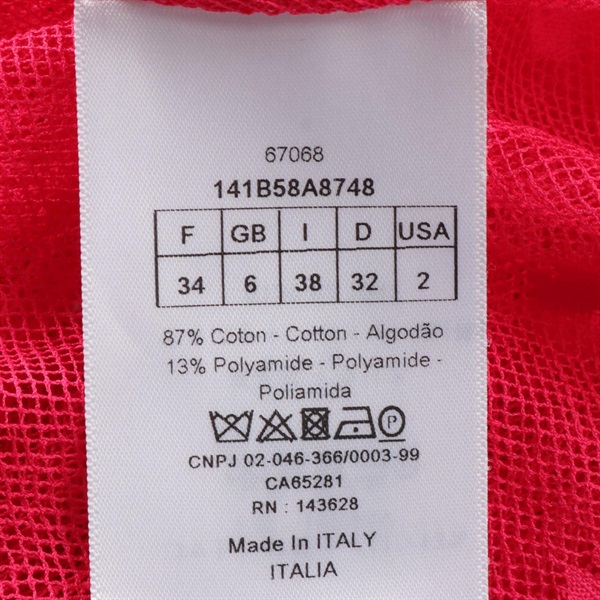 67068
141B58A8748
F GB I D USA
34 6 38 32 2
87% Coton - Cotton - Algodão
13% Polyamide - Polyamide -
Poliamida
P
CNPJ 02-046-366/0003-99
CA65281
RN : 143628
Made In ITALY
ITALIA